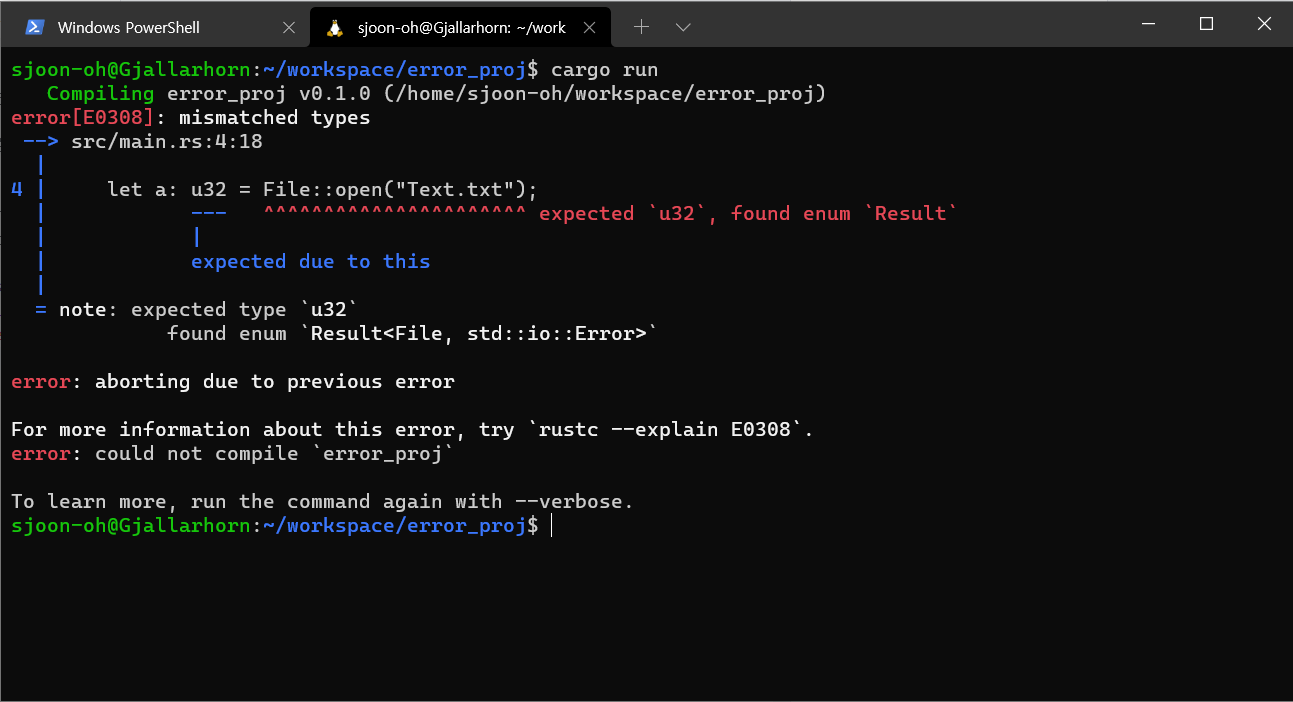 Windows PowerShell
sjoon-oh@Gjallarhorn: ~/work
sjoon-oh@Gjallarhorn:~/workspace/error_proj$ cargo run
   Compiling error_proj v0.1.0 (/home/sjoon-oh/workspace/error_proj)
error[E0308]: mismatched types
 --> src/main.rs:4:18
  |
4 |     let a: u32 = File::open("Text.txt");
  |            ---   ^^^^^^^^^^^^^^^^^^^^^^ expected `u32`, found enum `Result`
  |            |
  |            expected due to this
  |
  = note: expected type `u32`
             found enum `Result<File, std::io::Error>`

error: aborting due to previous error

For more information about this error, try `rustc --explain E0308`.
error: could not compile `error_proj`

To learn more, run the command again with --verbose.
sjoon-oh@Gjallarhorn:~/workspace/error_proj$